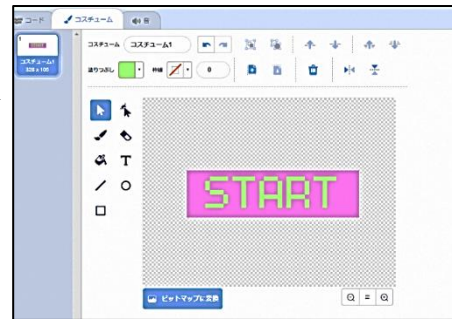 コード コスチューム 音
1
コスチューム コスチューム1
コスチューム1
塗りつぶし 枠線 0
T
START
ビットマップに変換
=